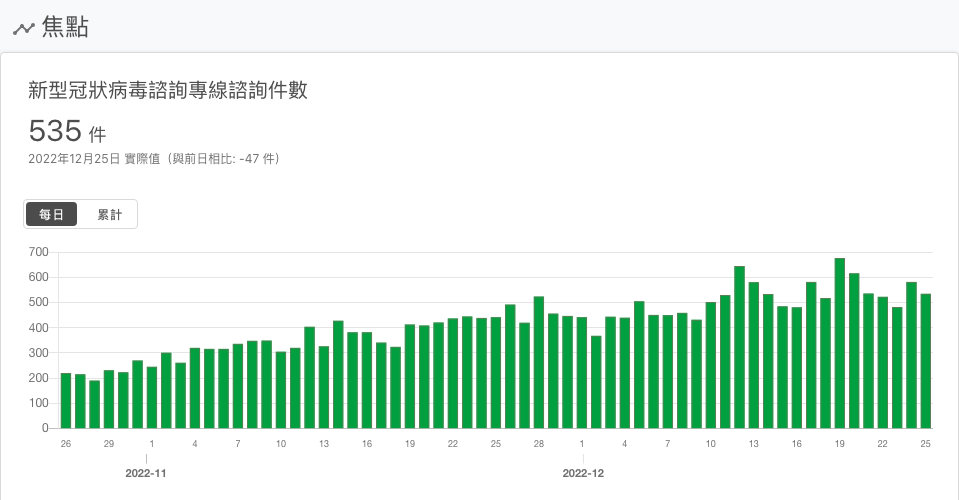 焦點
新型冠狀病毒諮詢專線諮詢件數
535 件
2022年12月25日 實際值（與前日相比: -47 件）
每日 累計
700
600
500
400
300
200
100
0
26 29 1 4 7 10 13 16 19 22 25 28 1 4 7 10 13 16 19 22 25
2022-11 2022-12